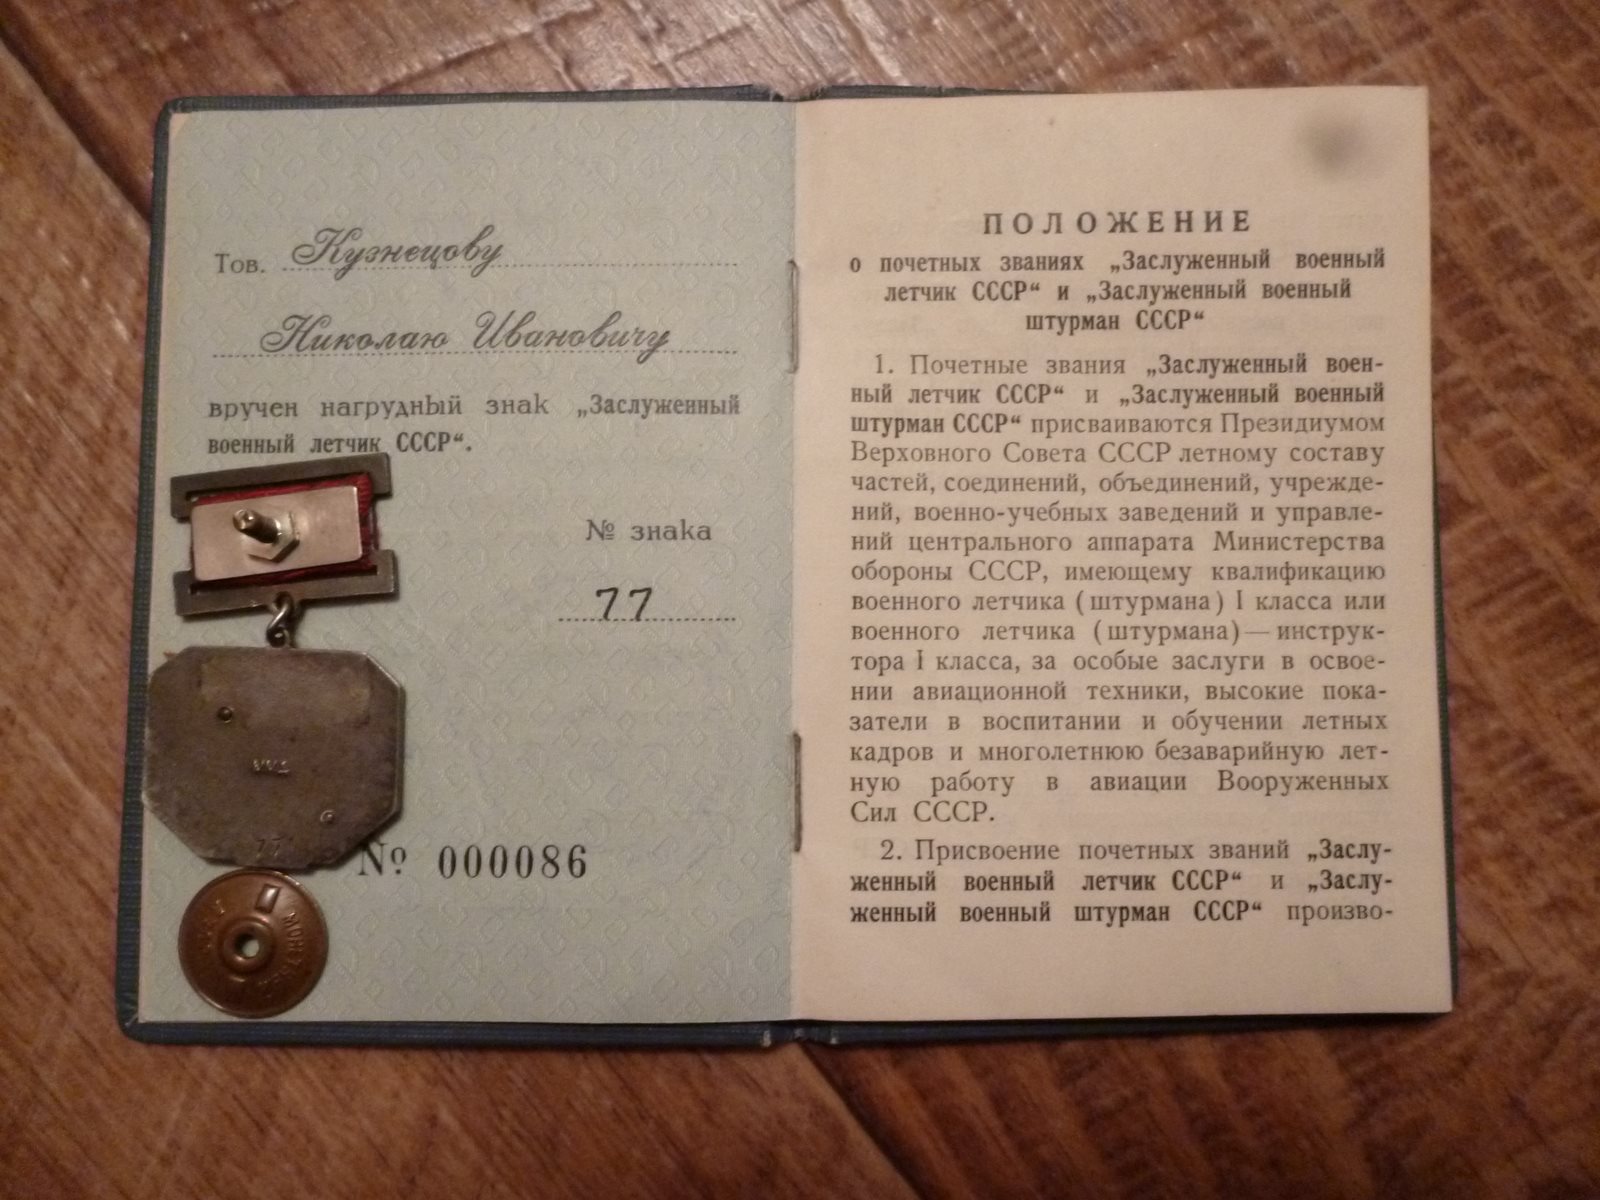 Тов. Кузнецову
Николаю Ивановичу
вручен нагрудный знак „Заслуженный
военный летчик СССР“.
№ знака
77
77
№ 000086
ПОЛОЖЕНИЕ
о почетных званиях „Заслуженный военный
летчик СССР“ и „Заслуженный военный
штурман СССР“
1. Почетные звания „Заслуженный воен-
ный летчик СССР“ и „Заслуженный военный
штурман СССР“ присваиваются Президиумом
Верховного Совета СССР летному составу
частей, соединений, объединений, учрежде-
ний, военно-учебных заведений и управле-
ний центрального аппарата Министерства
обороны СССР, имеющему квалификацию
военного летчика (штурмана) I класса или
военного летчика (штурмана) — инструк-
тора I класса, за особые заслуги в освое-
нии авиационной техники, высокие пока-
затели в воспитании и обучении летных
кадров и многолетнюю безаварийную лет-
ную работу в авиации Вооруженных
Сил СССР.
2. Присвоение почетных званий „Заслу-
женный военный летчик СССР“ и „Заслу-
женный военный штурман СССР“ произво-